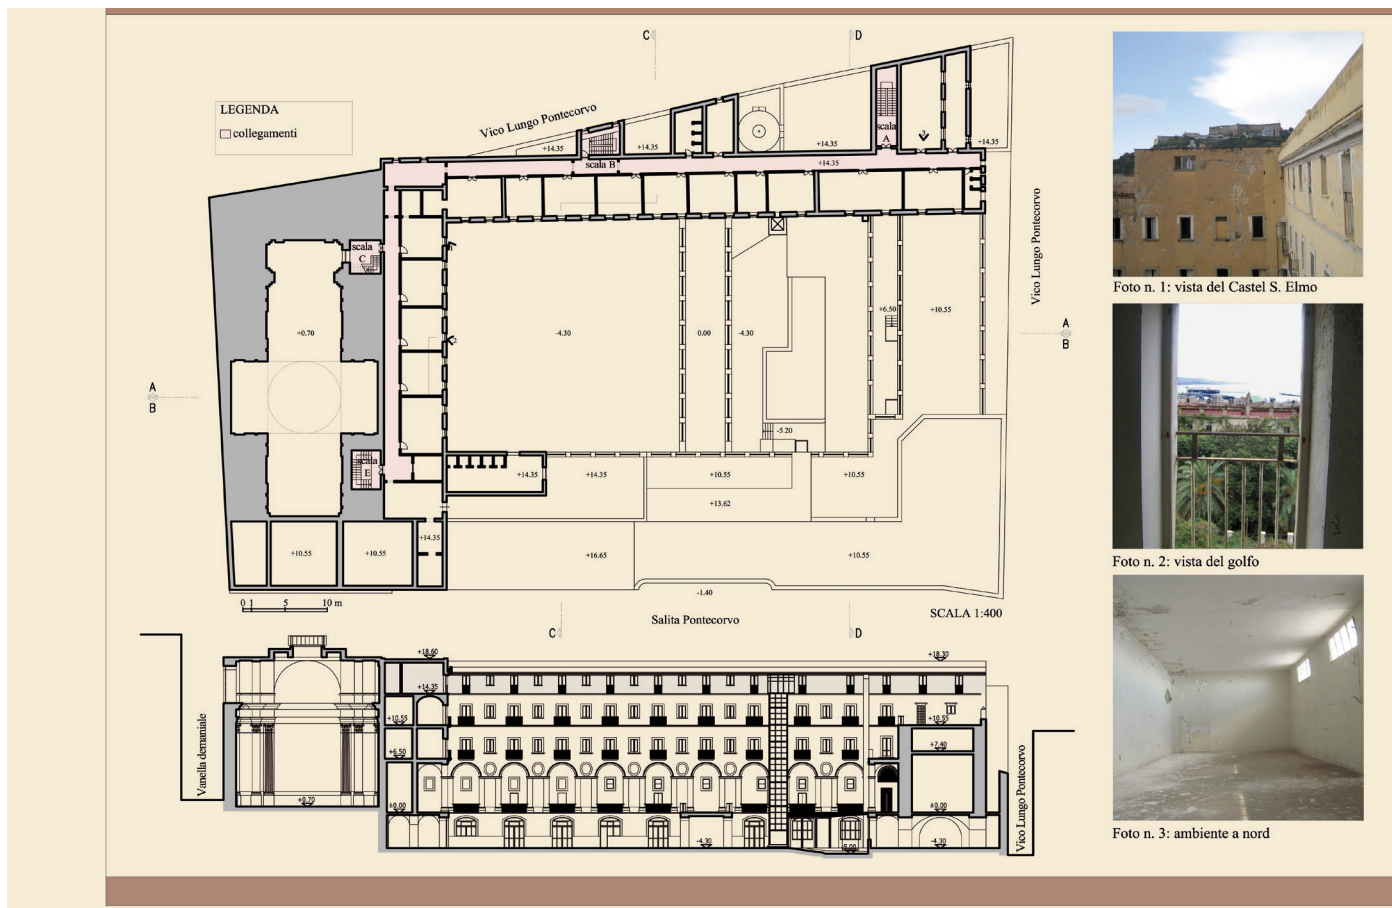 C
D
Vico Lungo Pontecorvo
LEGENDA
collegamenti
scala
A
3
+14.35
+14.35
+14.35
+14.35
scala B
+14.35
Vico Lungo Pontecorvo
scala
C
+0.70
-4.30
0.00
-4.30
+6.50
+10.55
A
B
A
B
-5.20
scala
E
+14.35
+14.35
+10.55
+10.55
+13.62
+14.35
+10.55
+10.55
+16.65
+10.55
-1.40
0 1 5 10 m
SCALA 1:400
Salita Pontecorvo
C
D
+18.60
+18.30
+14.35
+10.55
+10.55
+6.50
+7.40
±0.00
±0.00
+0.70
-4.30
-5.00
-4.30
Vanella demaniale
Vico Lungo Pontecorvo
Foto n. 1: vista del Castel S. Elmo
Foto n. 2: vista del golfo
Foto n. 3: ambiente a nord